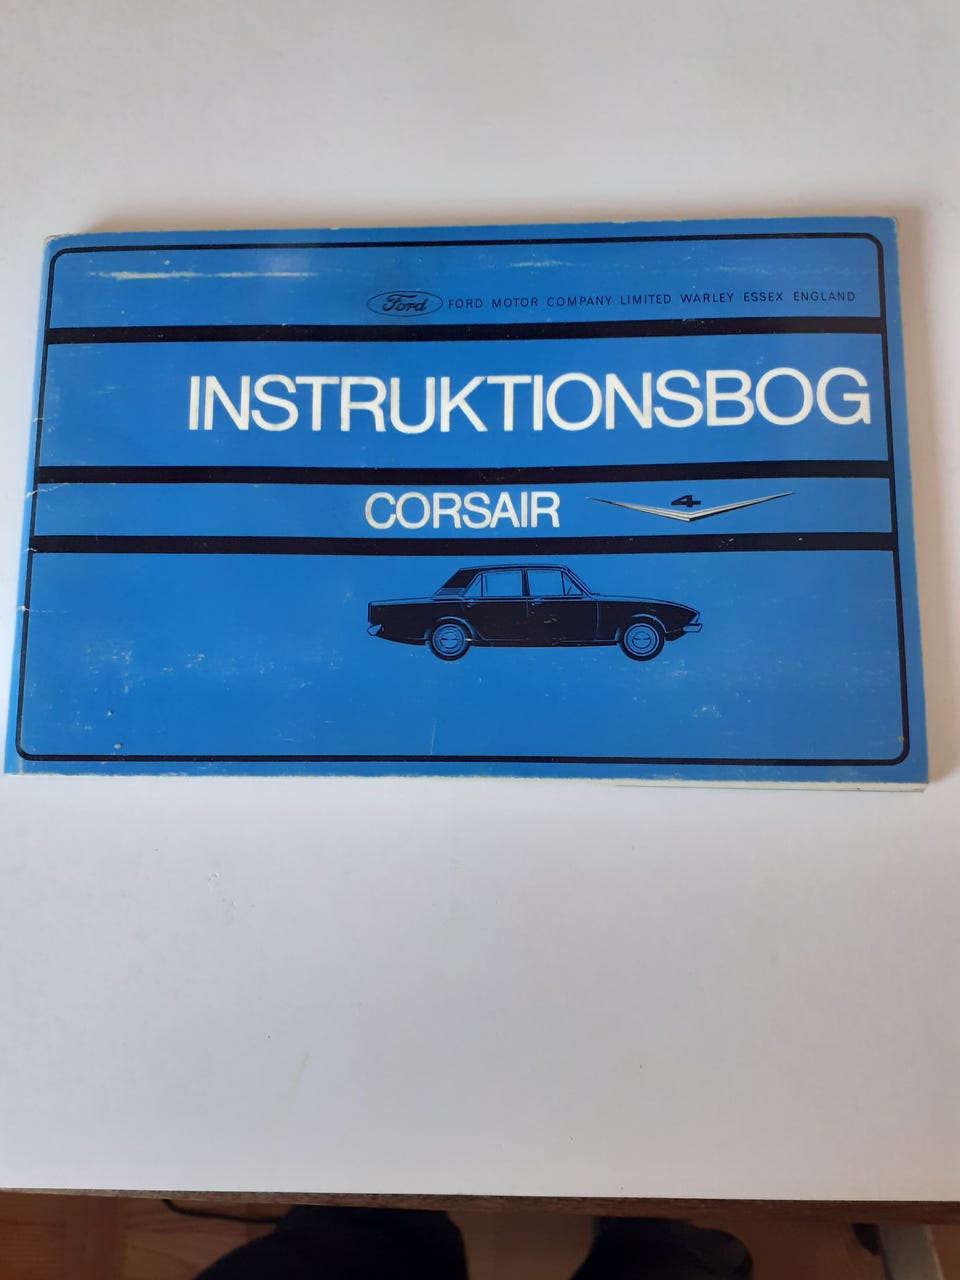 Ford FORD MOTOR COMPANY LIMITED WARLEY ESSEX ENGLAND
INSTRUKTIONSBOG
CORSAIR 4